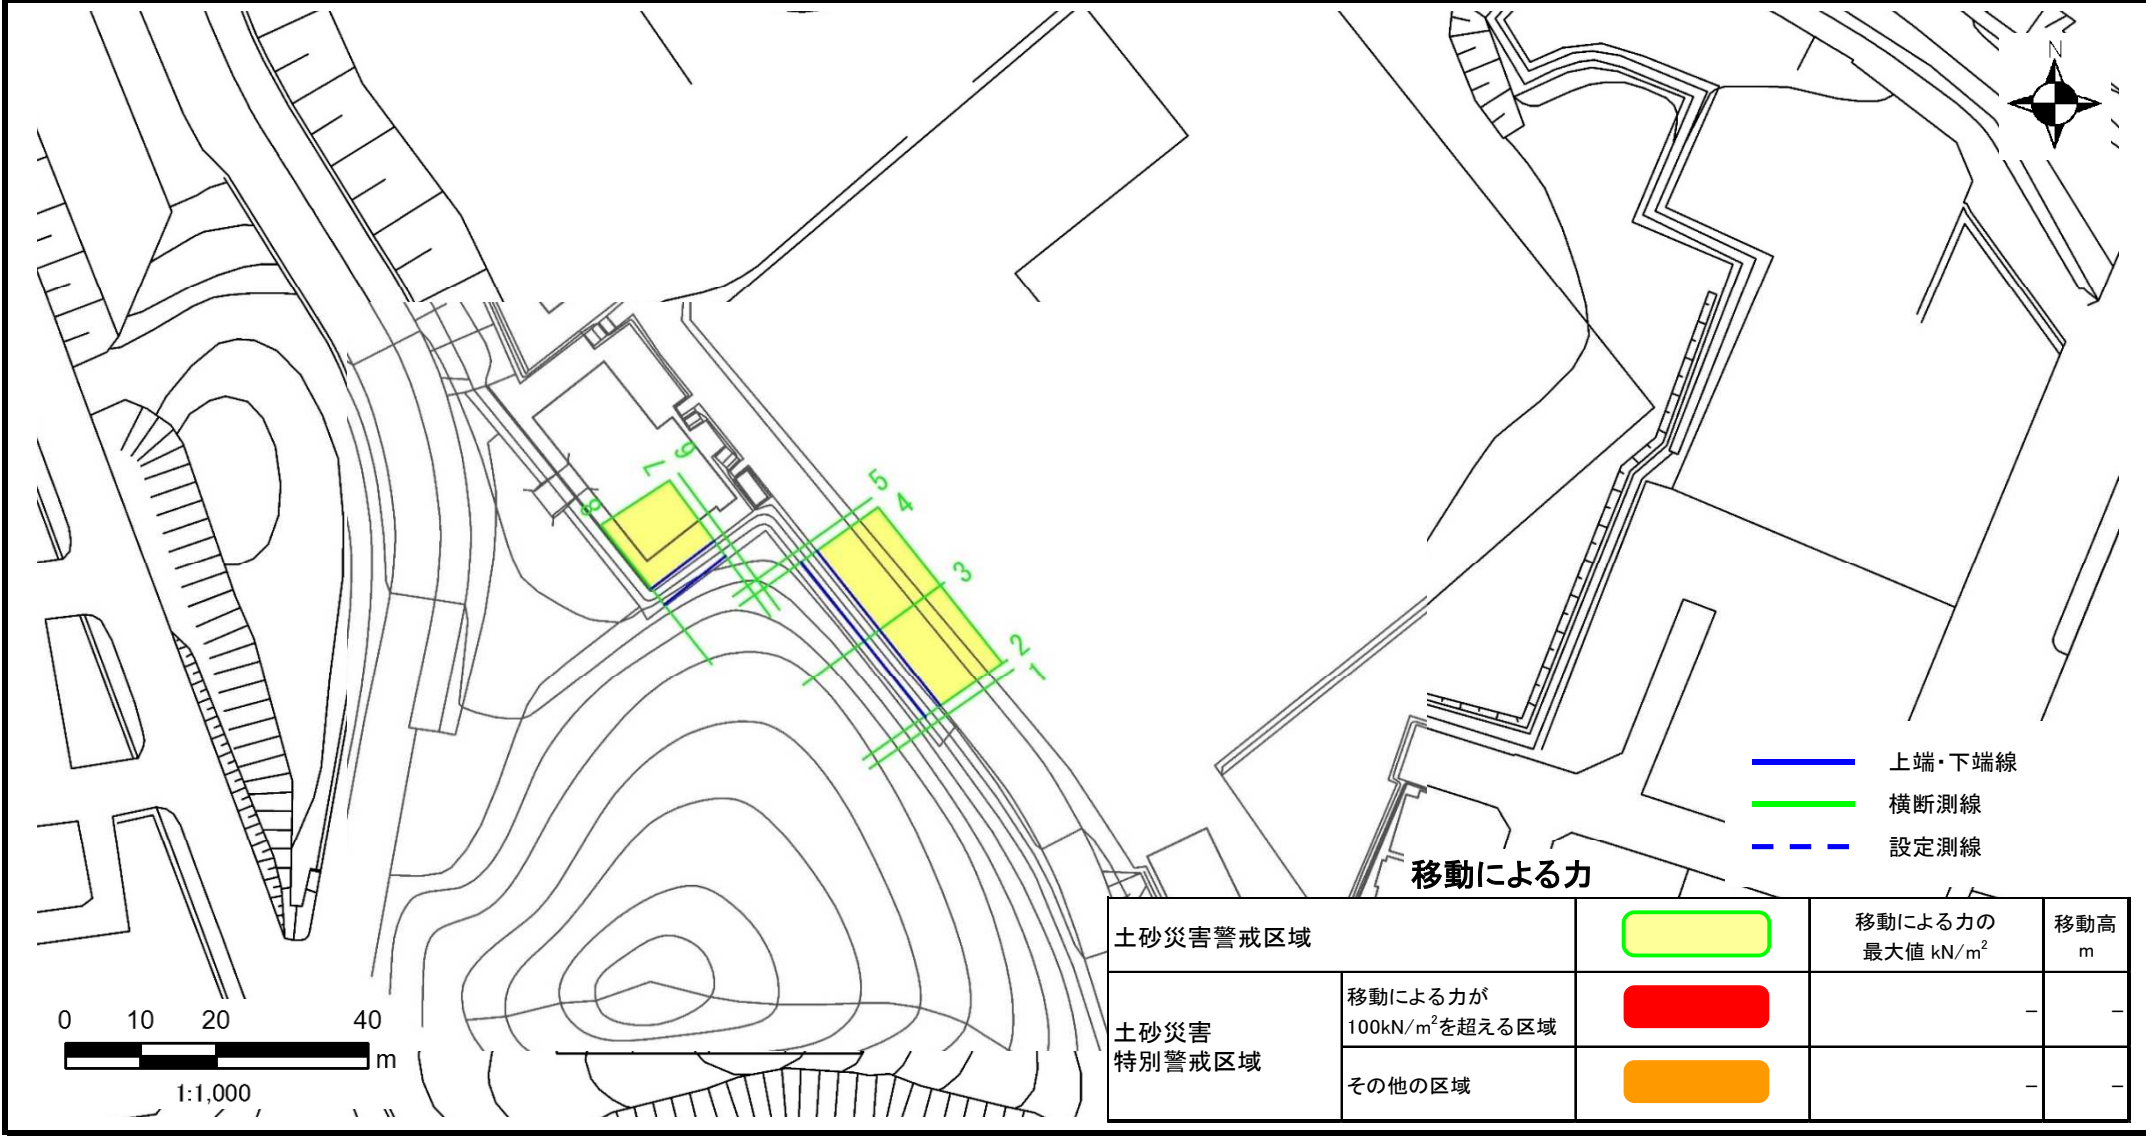 N
5
4
3
2
1
6
7
8
上端・下端線
横断測線
設定測線
移動による力
土砂災害警戒区域
移動による力の
最大値 kN/m²
移動高
m
土砂災害
特別警戒区域
移動による力が
100kN/m²を超える区域
－
－
その他の区域
－
－
0 10 20 40
m
1:1,000